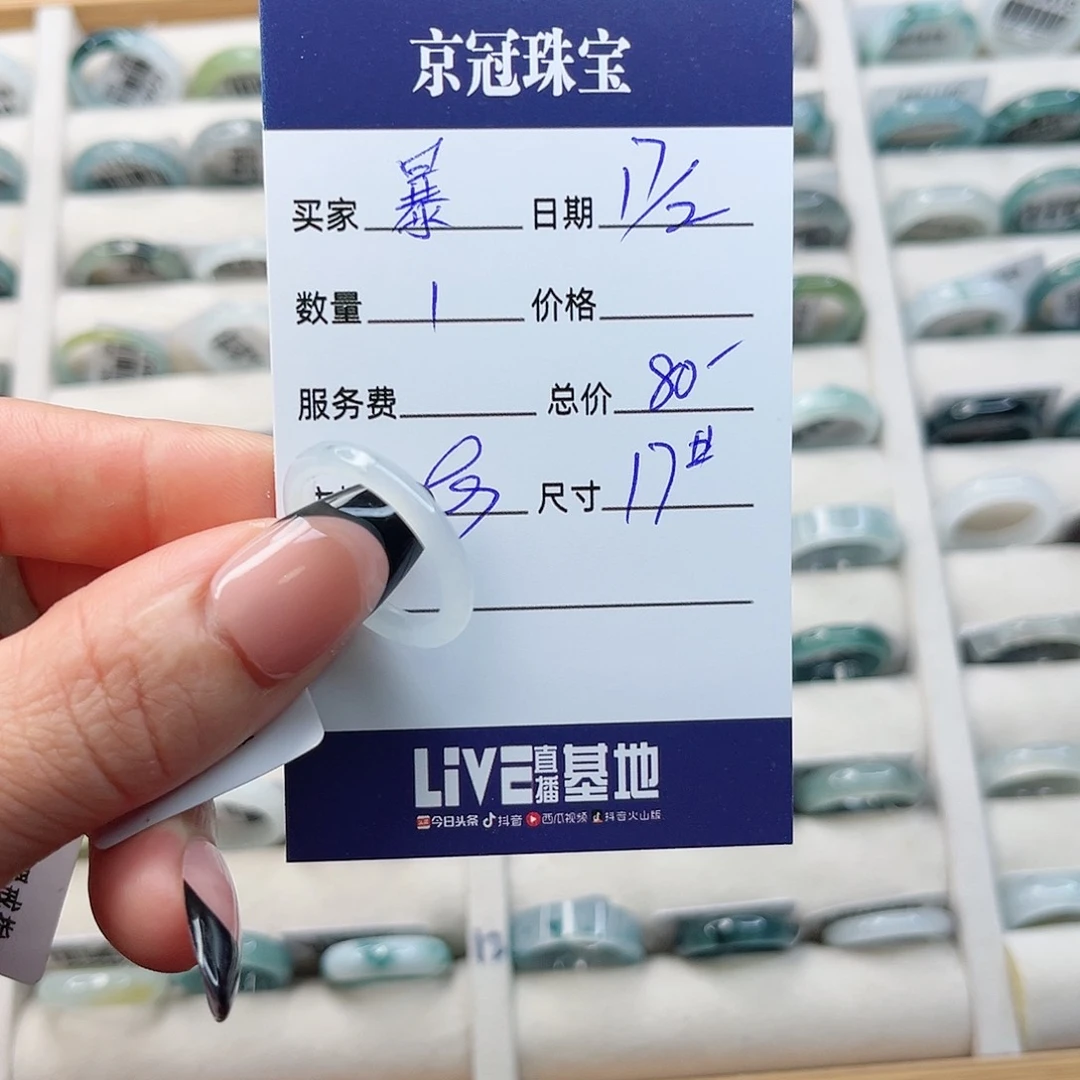 京冠珠宝
买家 暴 日期 17/2
数量 1 价格
服务费 总价 80-
尺寸 17#
LIVE直播基地
今日头条 抖音 西瓜视频 抖音火山版